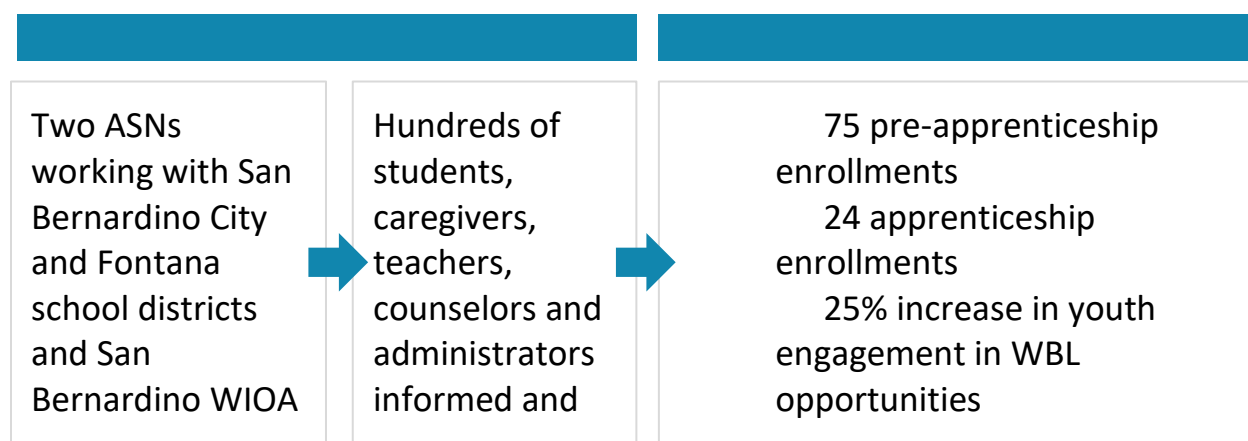 Two ASNs
working with San
Bernardino City
and Fontana
school districts
and San
Bernardino WIOA
Hundreds of
students,
caregivers,
teachers,
counselors and
administrators
informed and
75 pre-apprenticeship
enrollments
24 apprenticeship
enrollments
25% increase in youth
engagement in WBL
opportunities